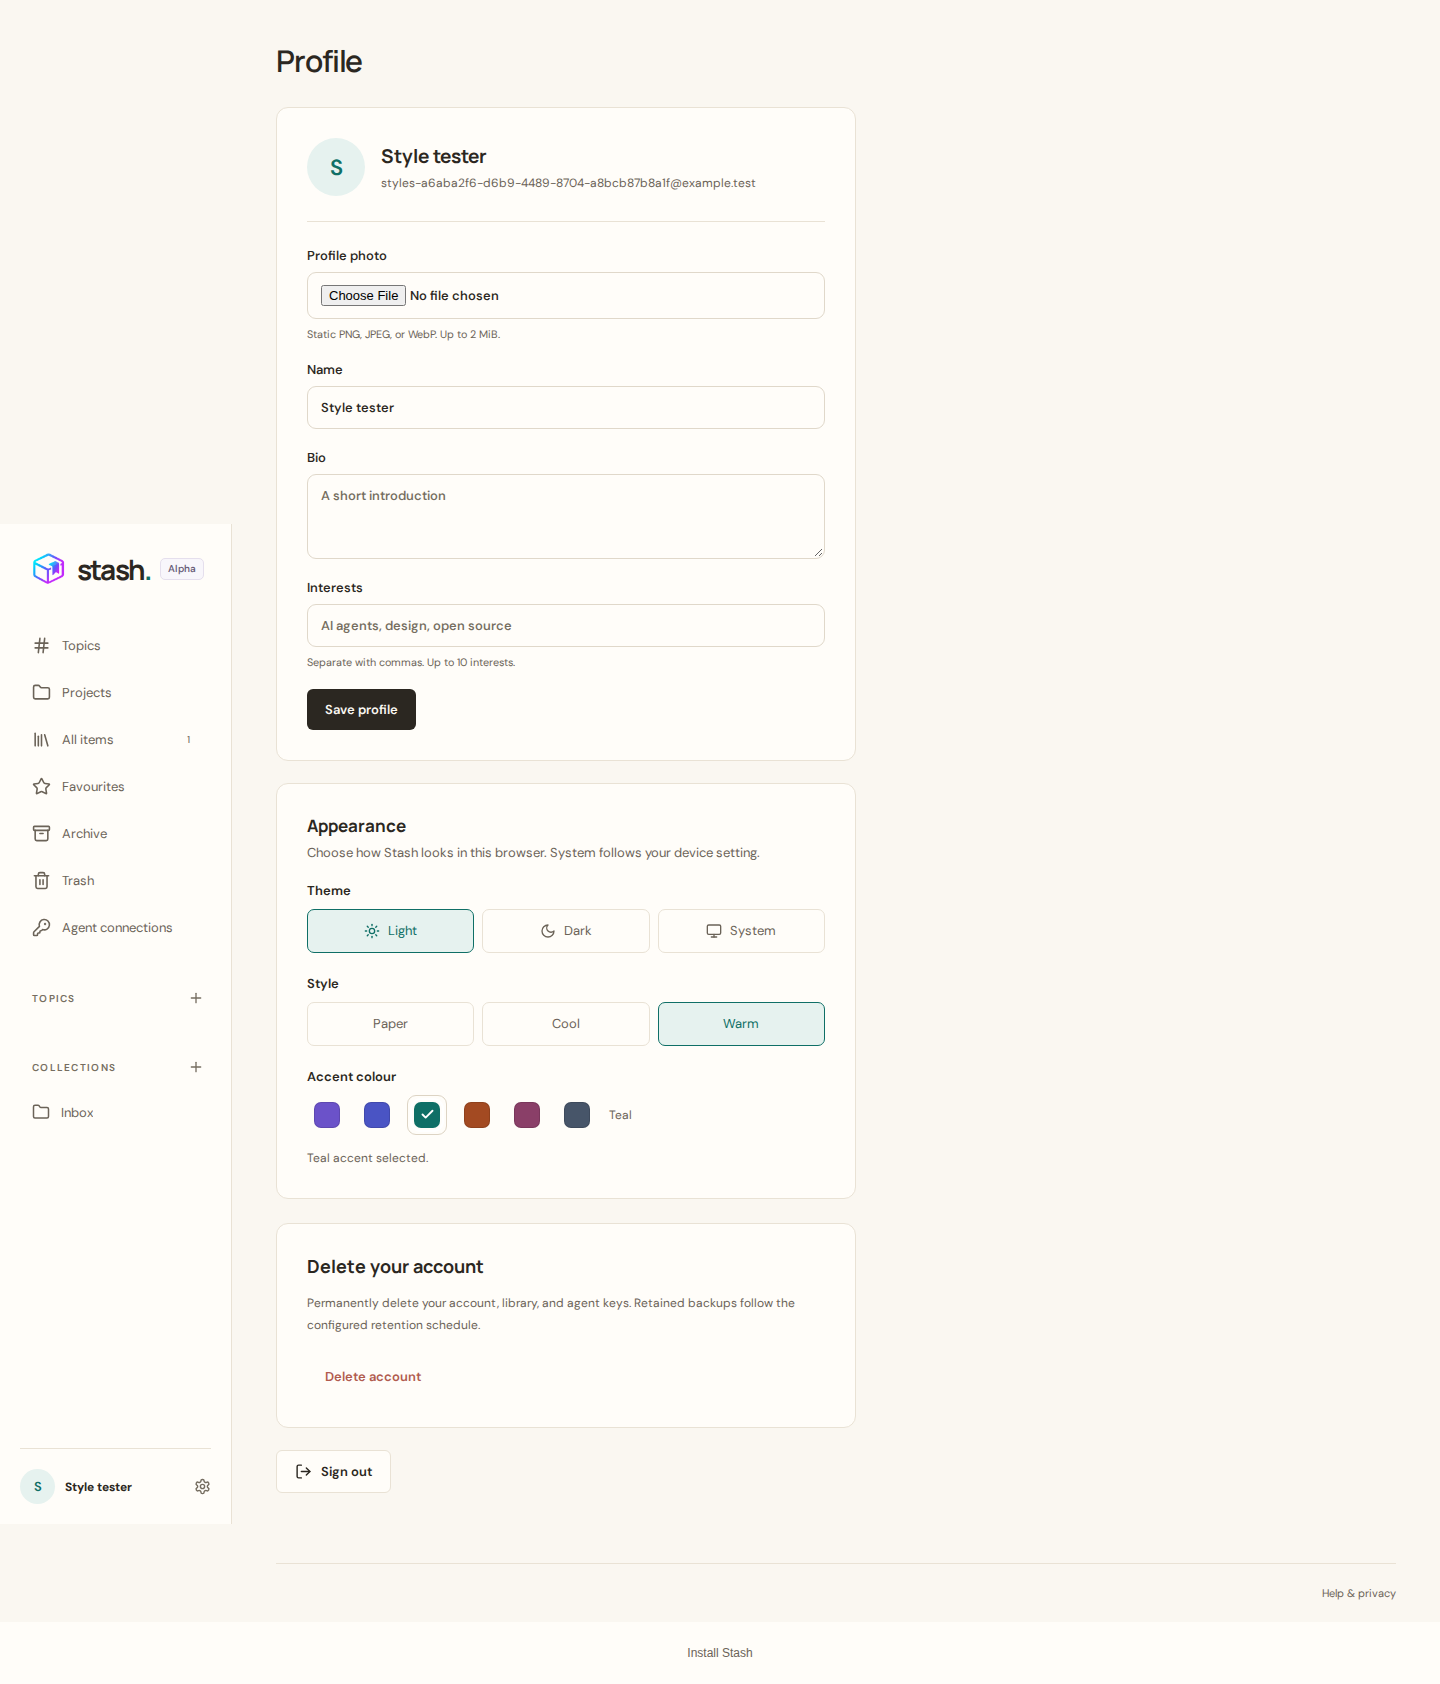 Profile
S
Style tester
styles-a6aba2f6-d6b9-4489-8704-a8bcb87b8a1f@example.test
Profile photo
Choose File No file chosen
Static PNG, JPEG, or WebP. Up to 2 MiB.
Name
Style tester
Bio
A short introduction
Interests
AI agents, design, open source
Separate with commas. Up to 10 interests.
Save profile
stash. Alpha
Topics
Projects
All items 1
Favourites
Archive
Trash
Agent connections
TOPICS
COLLECTIONS
Inbox
S Style tester
Appearance
Choose how Stash looks in this browser. System follows your device setting.
Theme
Light Dark System
Style
Paper Cool Warm
Accent colour
Teal
Teal accent selected.
Delete your account
Permanently delete your account, library, and agent keys. Retained backups follow the
configured retention schedule.
Delete account
Sign out
Help & privacy
Install Stash